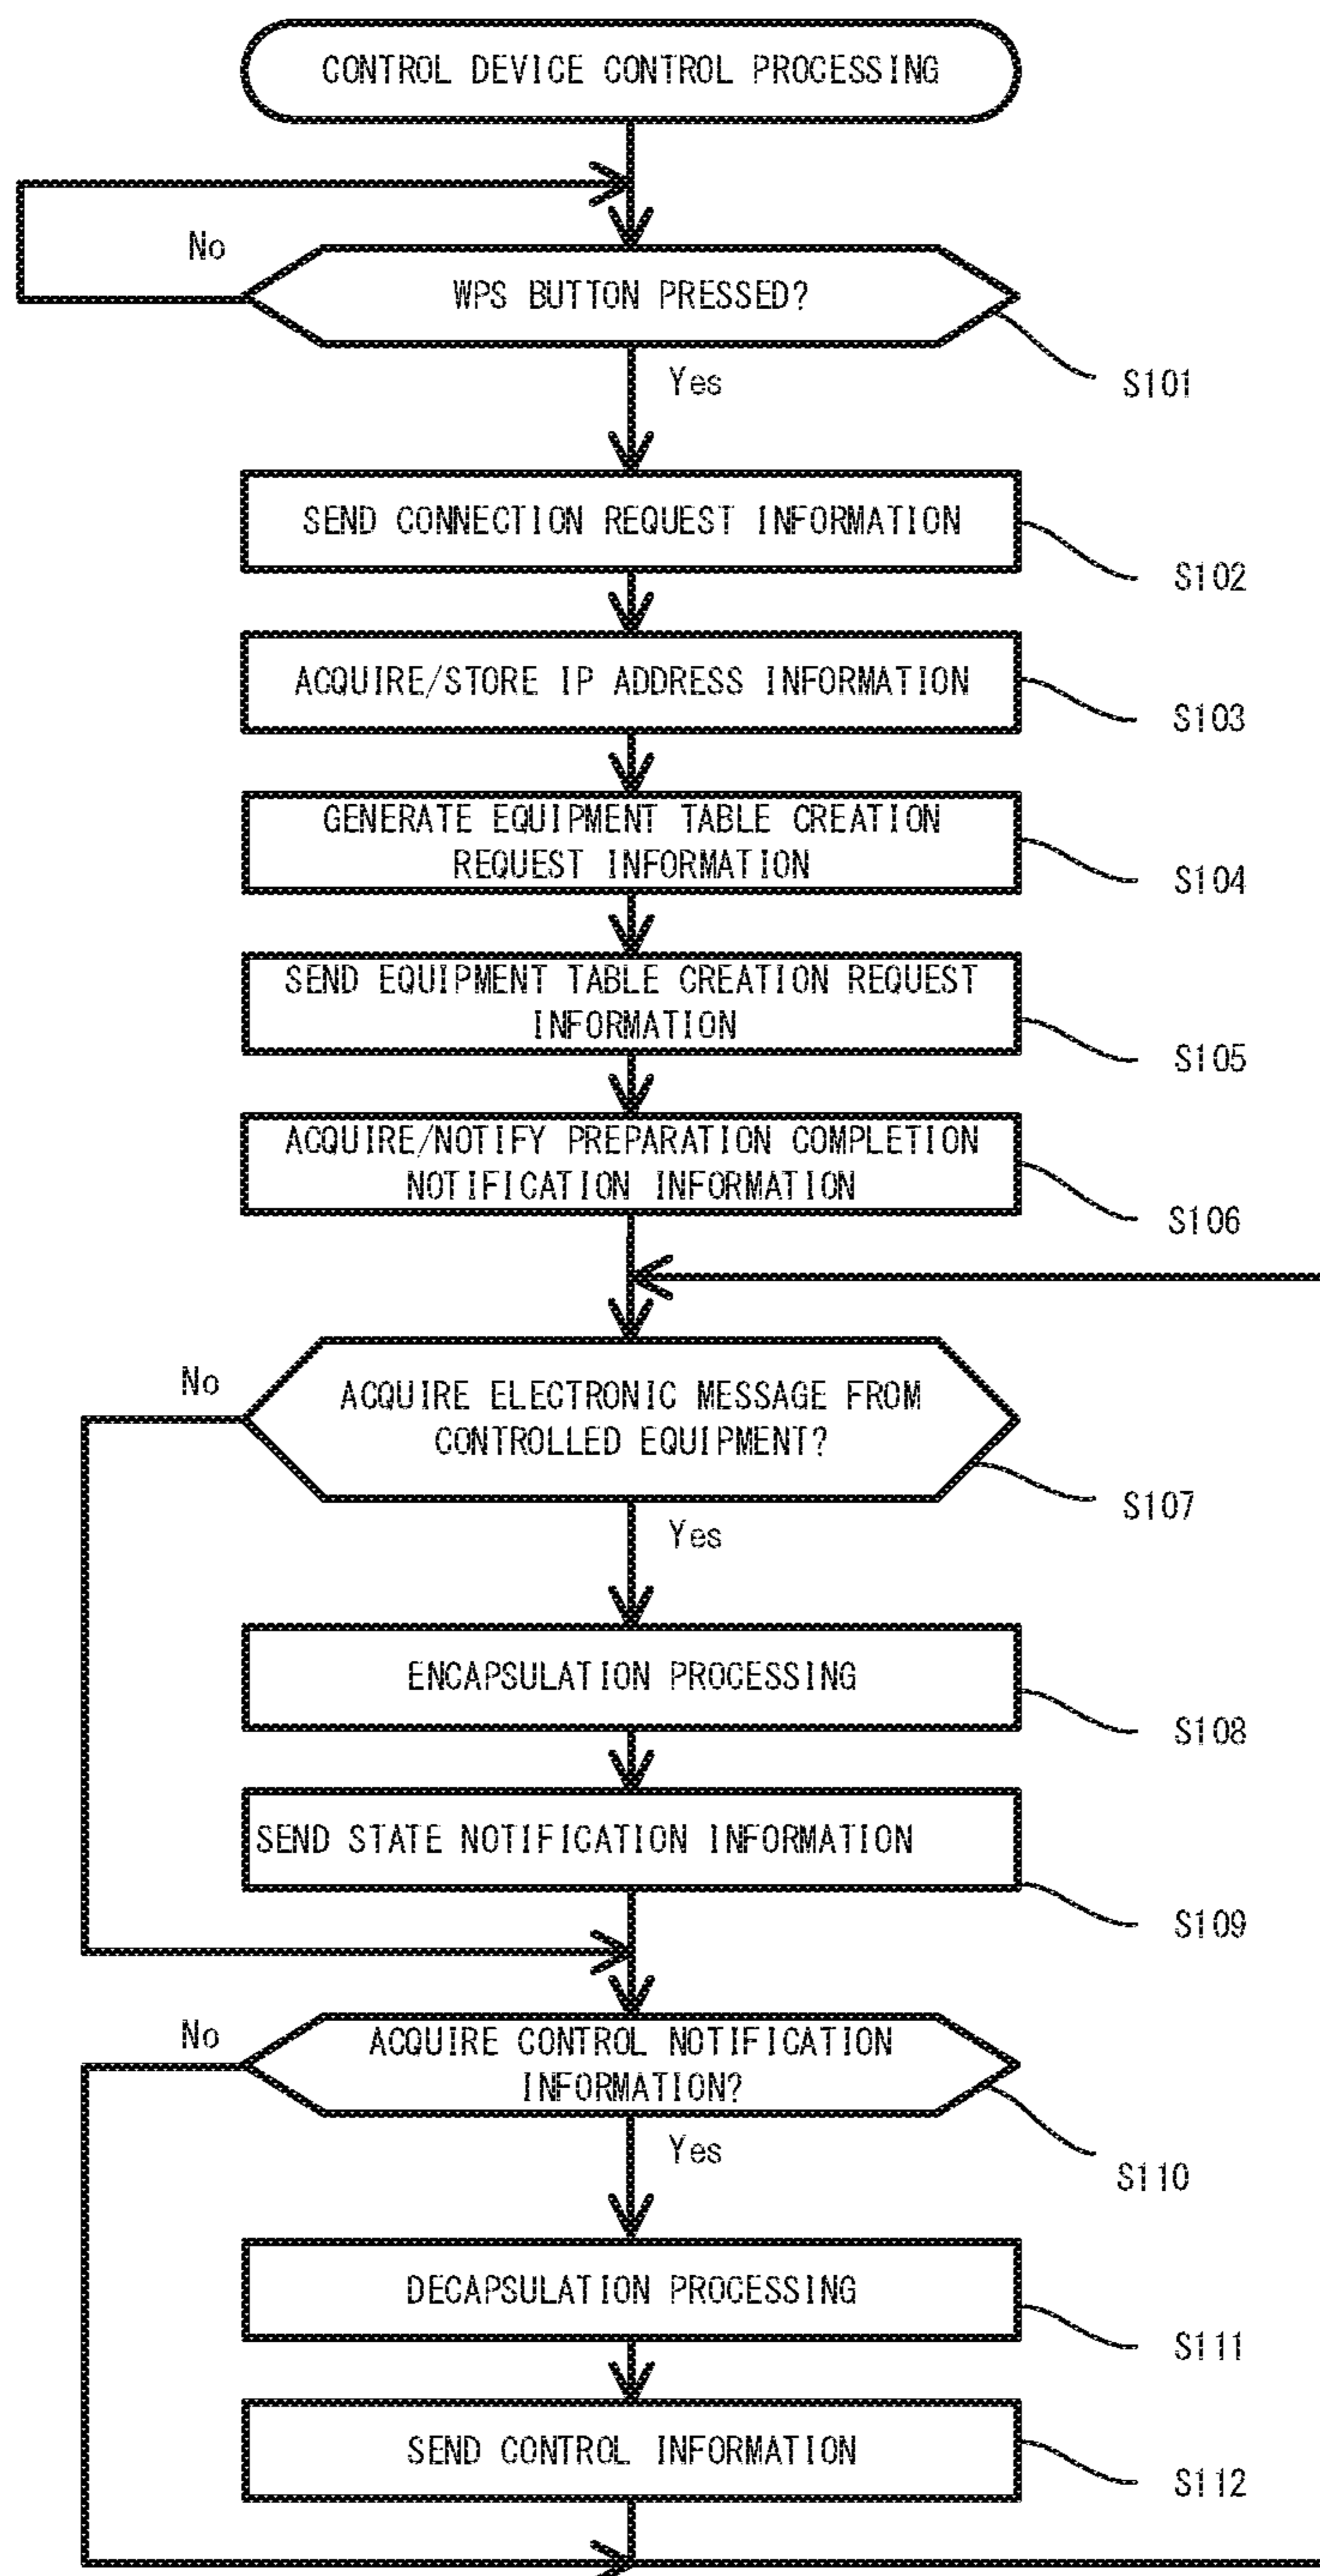 CONTROL DEVICE CONTROL PROCESSING
No
WPS BUTTON PRESSED?
Yes
S101
SEND CONNECTION REQUEST INFORMATION
S102
ACQUIRE/STORE IP ADDRESS INFORMATION
S103
GENERATE EQUIPMENT TABLE CREATION
REQUEST INFORMATION
S104
SEND EQUIPMENT TABLE CREATION REQUEST
INFORMATION
S105
ACQUIRE/NOTIFY PREPARATION COMPLETION
NOTIFICATION INFORMATION
S106
No
ACQUIRE ELECTRONIC MESSAGE FROM
CONTROLLED EQUIPMENT?
S107
Yes
ENCAPSULATION PROCESSING
S108
SEND STATE NOTIFICATION INFORMATION
S109
No
ACQUIRE CONTROL NOTIFICATION
INFORMATION?
Yes
S110
DECAPSULATION PROCESSING
S111
SEND CONTROL INFORMATION
S112